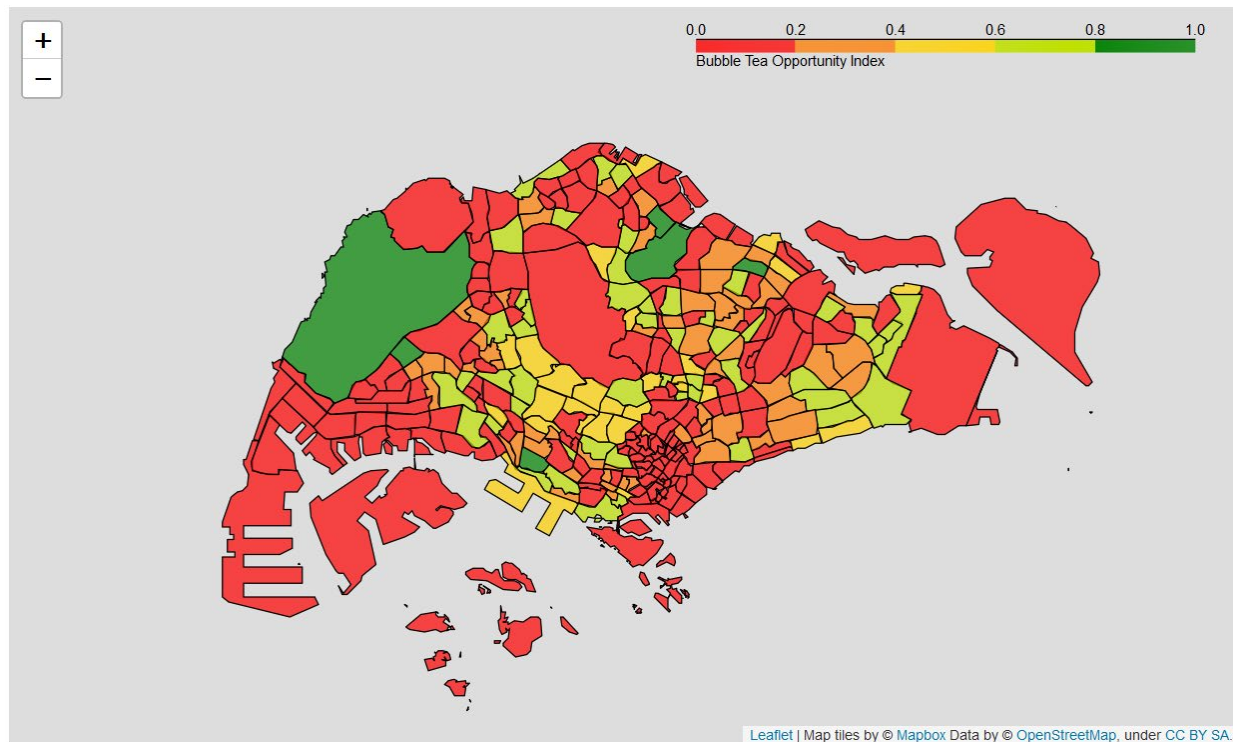 +
−
0.0 0.2 0.4 0.6 0.8 1.0
Bubble Tea Opportunity Index
Leaflet | Map tiles by © Mapbox Data by © OpenStreetMap, under CC BY SA.